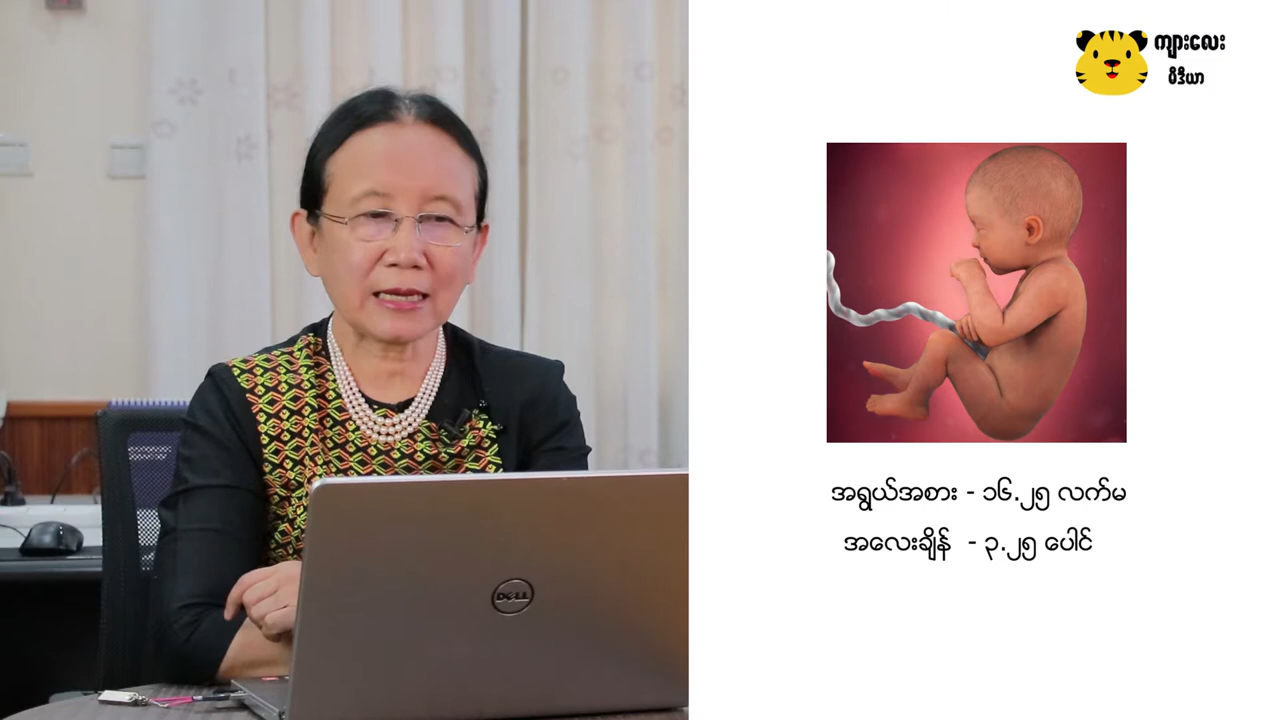 ကျားလေး
မီဒီယာ
အရွယ်အစား - ၁၆.၂၅ လက်မ
အလေးချိန် - ၃.၂၅ ပေါင်
DELL